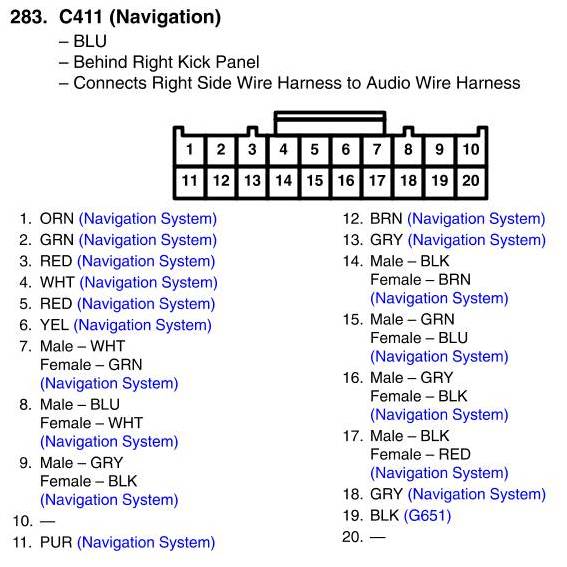 283. C411 (Navigation)
– BLU
– Behind Right Kick Panel
– Connects Right Side Wire Harness to Audio Wire Harness
1 2 3 4 5 6 7 8 9 10
11 12 13 14 15 16 17 18 19 20
1. ORN (Navigation System)
2. GRN (Navigation System)
3. RED (Navigation System)
4. WHT (Navigation System)
5. RED (Navigation System)
6. YEL (Navigation System)
7. Male – WHT
Female – GRN
(Navigation System)
8. Male – BLU
Female – WHT
(Navigation System)
9. Male – GRY
Female – BLK
(Navigation System)
10. —
11. PUR (Navigation System)
12. BRN (Navigation System)
13. GRY (Navigation System)
14. Male – BLK
Female – BRN
(Navigation System)
15. Male – GRN
Female – BLU
(Navigation System)
16. Male – GRY
Female – BLK
(Navigation System)
17. Male – BLK
Female – RED
(Navigation System)
18. GRY (Navigation System)
19. BLK (G651)
20. —